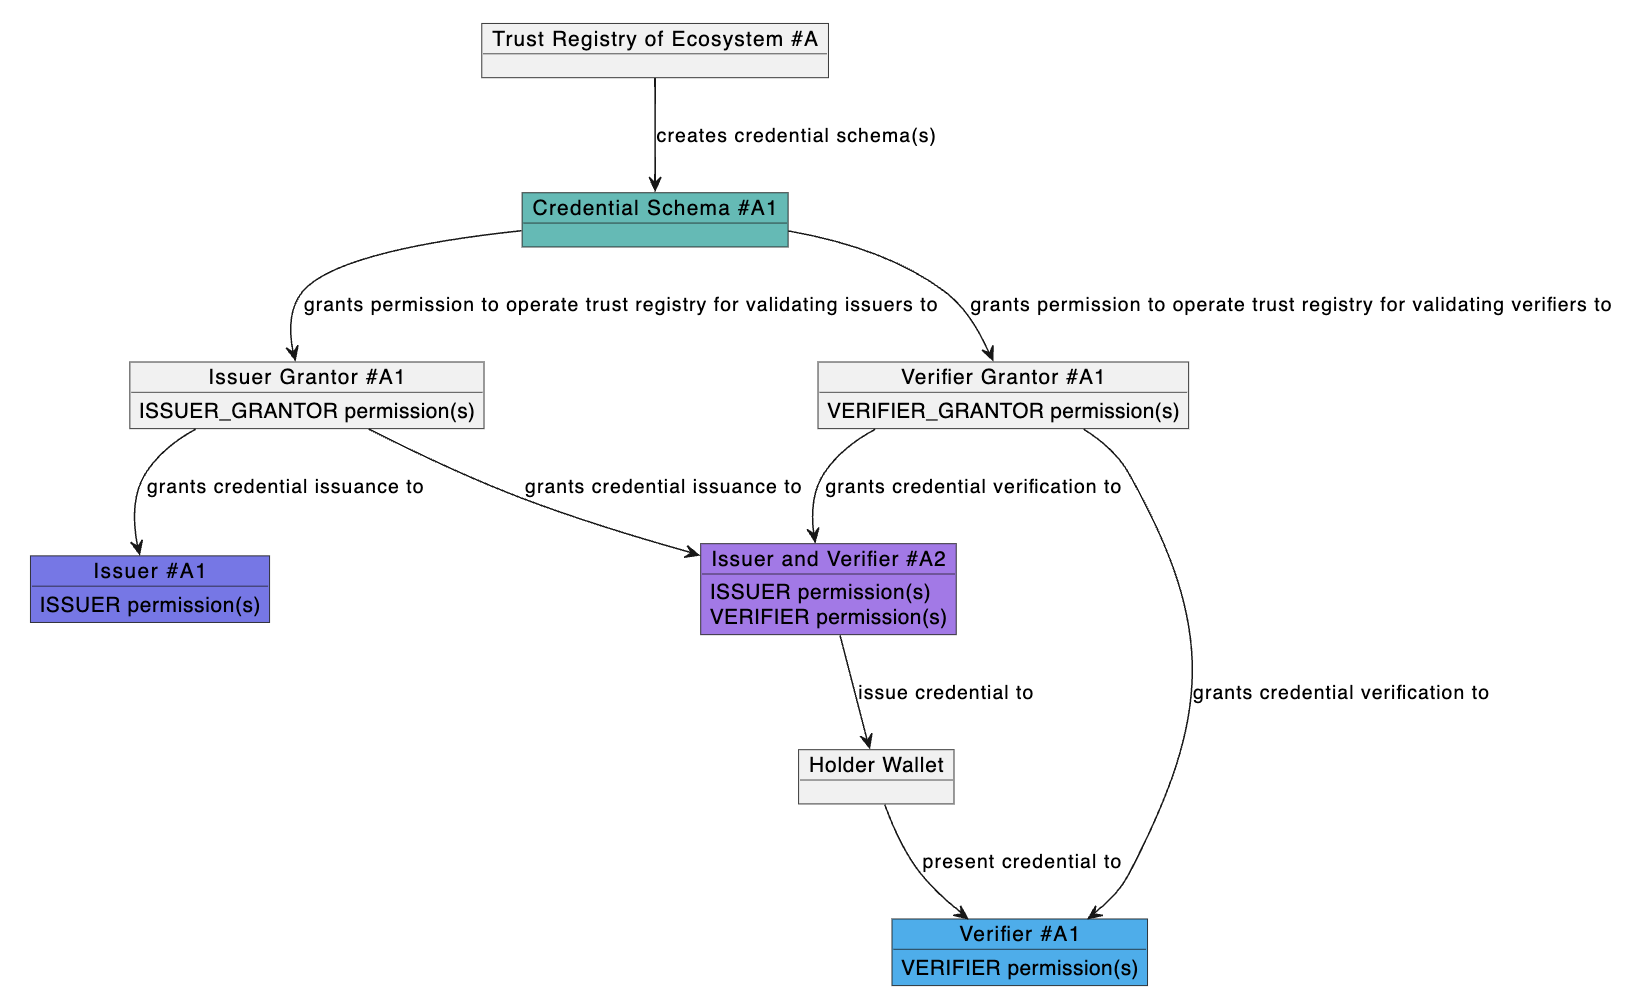 Trust Registry of Ecosystem #A
creates credential schema(s)
Credential Schema #A1
grants permission to operate trust registry for validating issuers to
grants permission to operate trust registry for validating verifiers to
Issuer Grantor #A1
ISSUER_GRANTOR permission(s)
Verifier Grantor #A1
VERIFIER_GRANTOR permission(s)
grants credential issuance to
grants credential issuance to
grants credential verification to
Issuer #A1
ISSUER permission(s)
Issuer and Verifier #A2
ISSUER permission(s)
VERIFIER permission(s)
issue credential to
grants credential verification to
Holder Wallet
present credential to
Verifier #A1
VERIFIER permission(s)